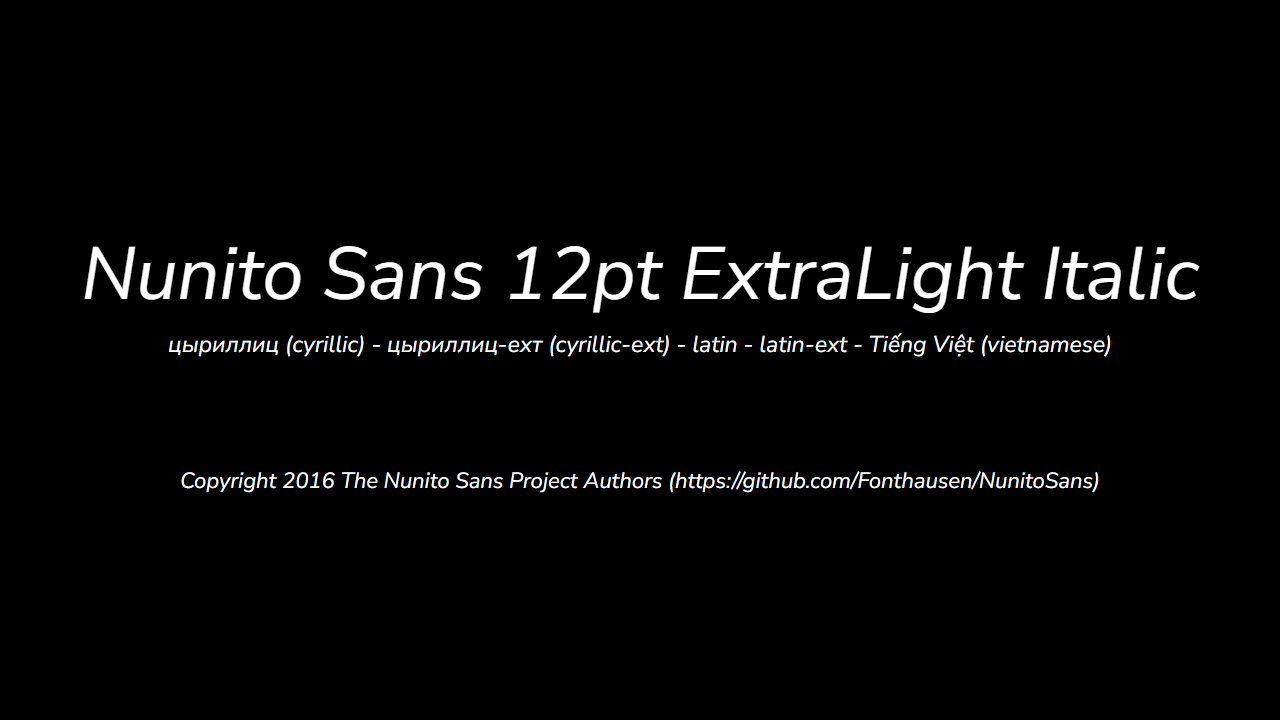 Nunito Sans 12pt ExtraLight Italic
цыриллиц (cyrillic) - цыриллиц-ехт (cyrillic-ext) - latin - latin-ext - Tiếng Việt (vietnamese)
Copyright 2016 The Nunito Sans Project Authors (https://github.com/Fonthausen/NunitoSans)